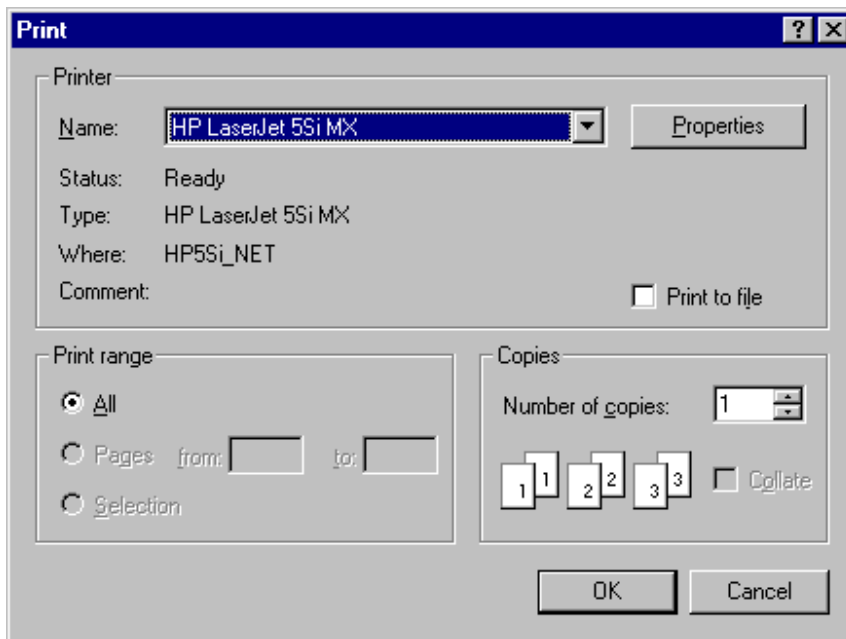 Print
Printer
Name: HP LaserJet 5Si MX Properties
Status: Ready
Type: HP LaserJet 5Si MX
Where: HP5Si_NET
Comment: Print to file
Print range
All
Pages from: to:
Selection
Copies
Number of copies: 1
1 1 2 2 3 3 Collate
OK Cancel